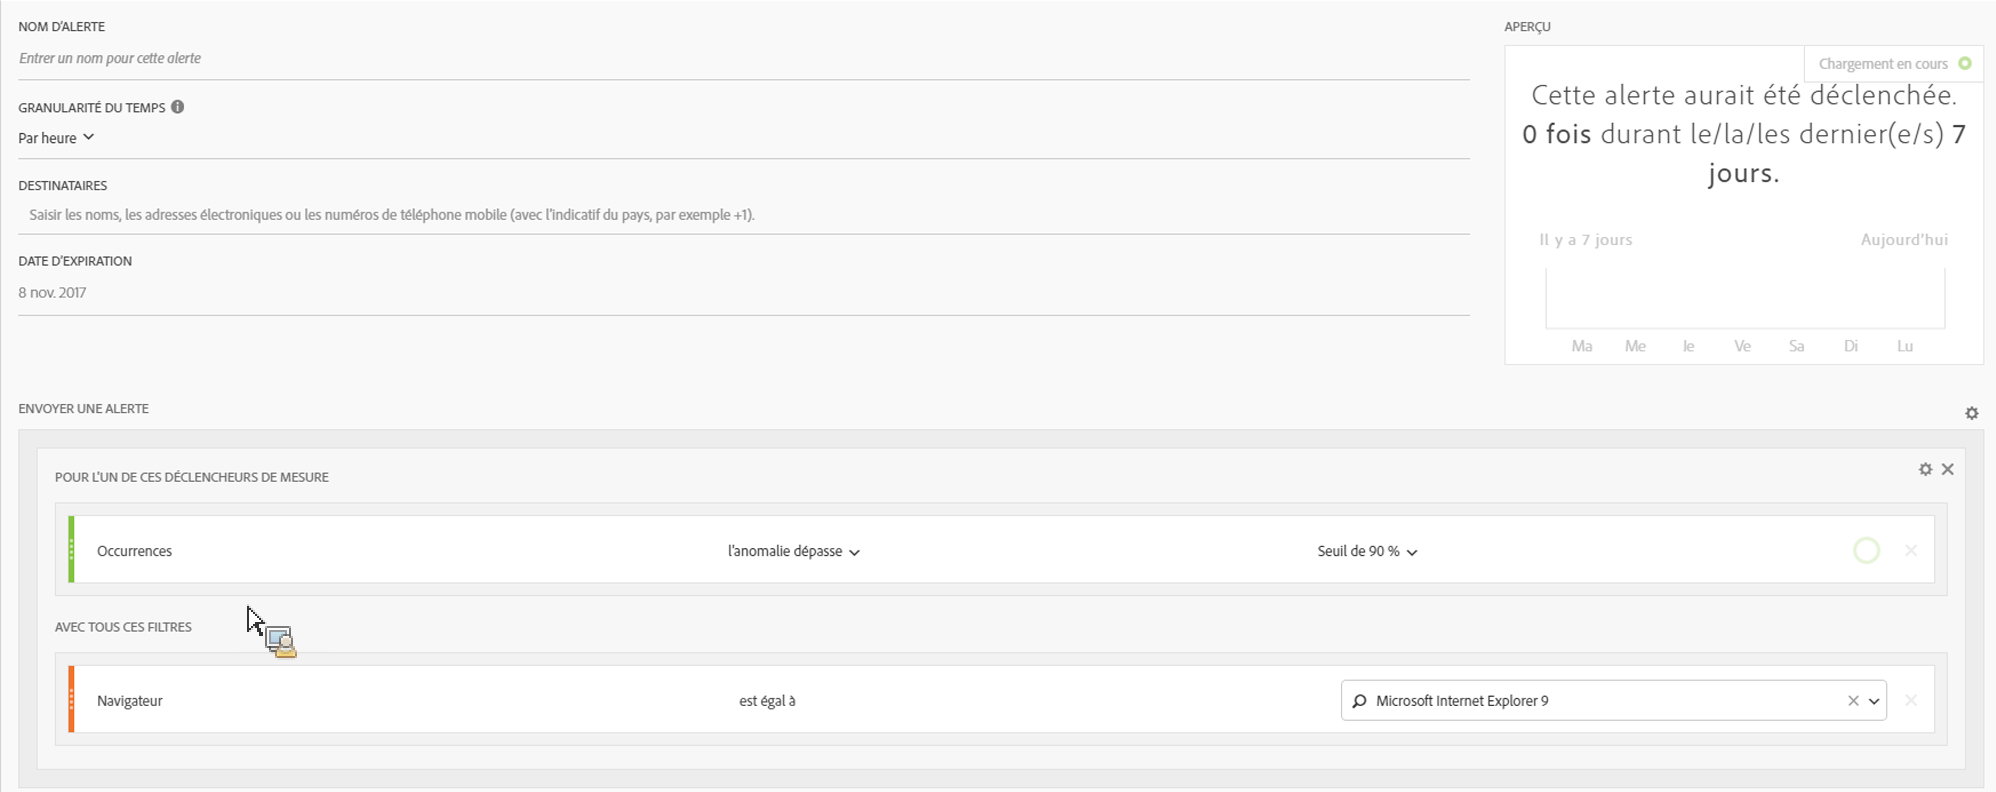 NOM D'ALERTE
Entrer un nom pour cette alerte
GRANULARITÉ DU TEMPS
Par heure
DESTINATAIRES
Saisir les noms, les adresses électroniques ou les numéros de téléphone mobile (avec l'indicatif du pays, par exemple +1).
DATE D'EXPIRATION
8 nov. 2017
APERÇU
Chargement en cours
Cette alerte aurait été déclenchée.
0 fois durant le/la/les dernier(e/s) 7
jours.
Il y a 7 jours Aujourd'hui
Ma Me Je Ve Sa Di Lu
ENVOYER UNE ALERTE
POUR L'UN DE CES DÉCLENCHEURS DE MESURE
Occurrences l'anomalie dépasse Seuil de 90 %
AVEC TOUS CES FILTRES
Navigateur est égal à Microsoft Internet Explorer 9